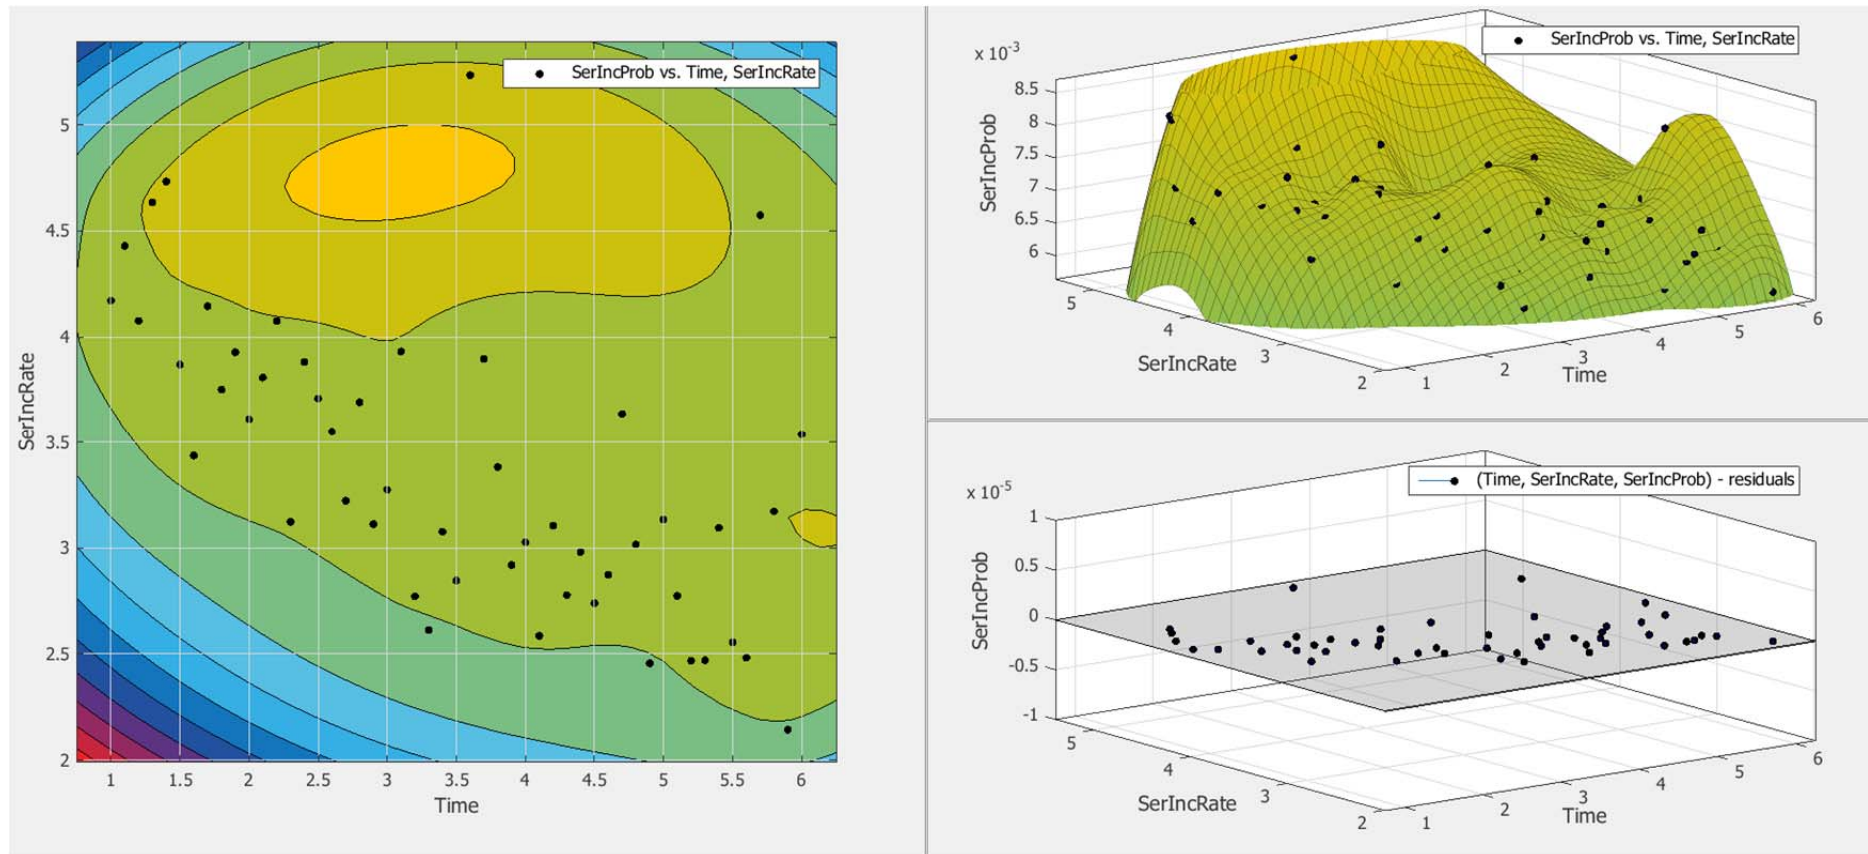 SerIncProb vs. Time, SerIncRate
5
4.5
4
3.5
3
2.5
2
SerIncRate
1 1.5 2 2.5 3 3.5 4 4.5 5 5.5 6
Time
SerIncProb vs. Time, SerIncRate
x 10-3
8.5
8
7.5
7
6.5
6
SerIncProb
5 4 3 2
SerIncRate
1 2 3 4 5 6
Time
(Time, SerIncRate, SerIncProb) - residuals
x 10-5
1
0.5
0
-0.5
-1
SerIncProb
5 4 3 2
SerIncRate
1 2 3 4 5 6
Time